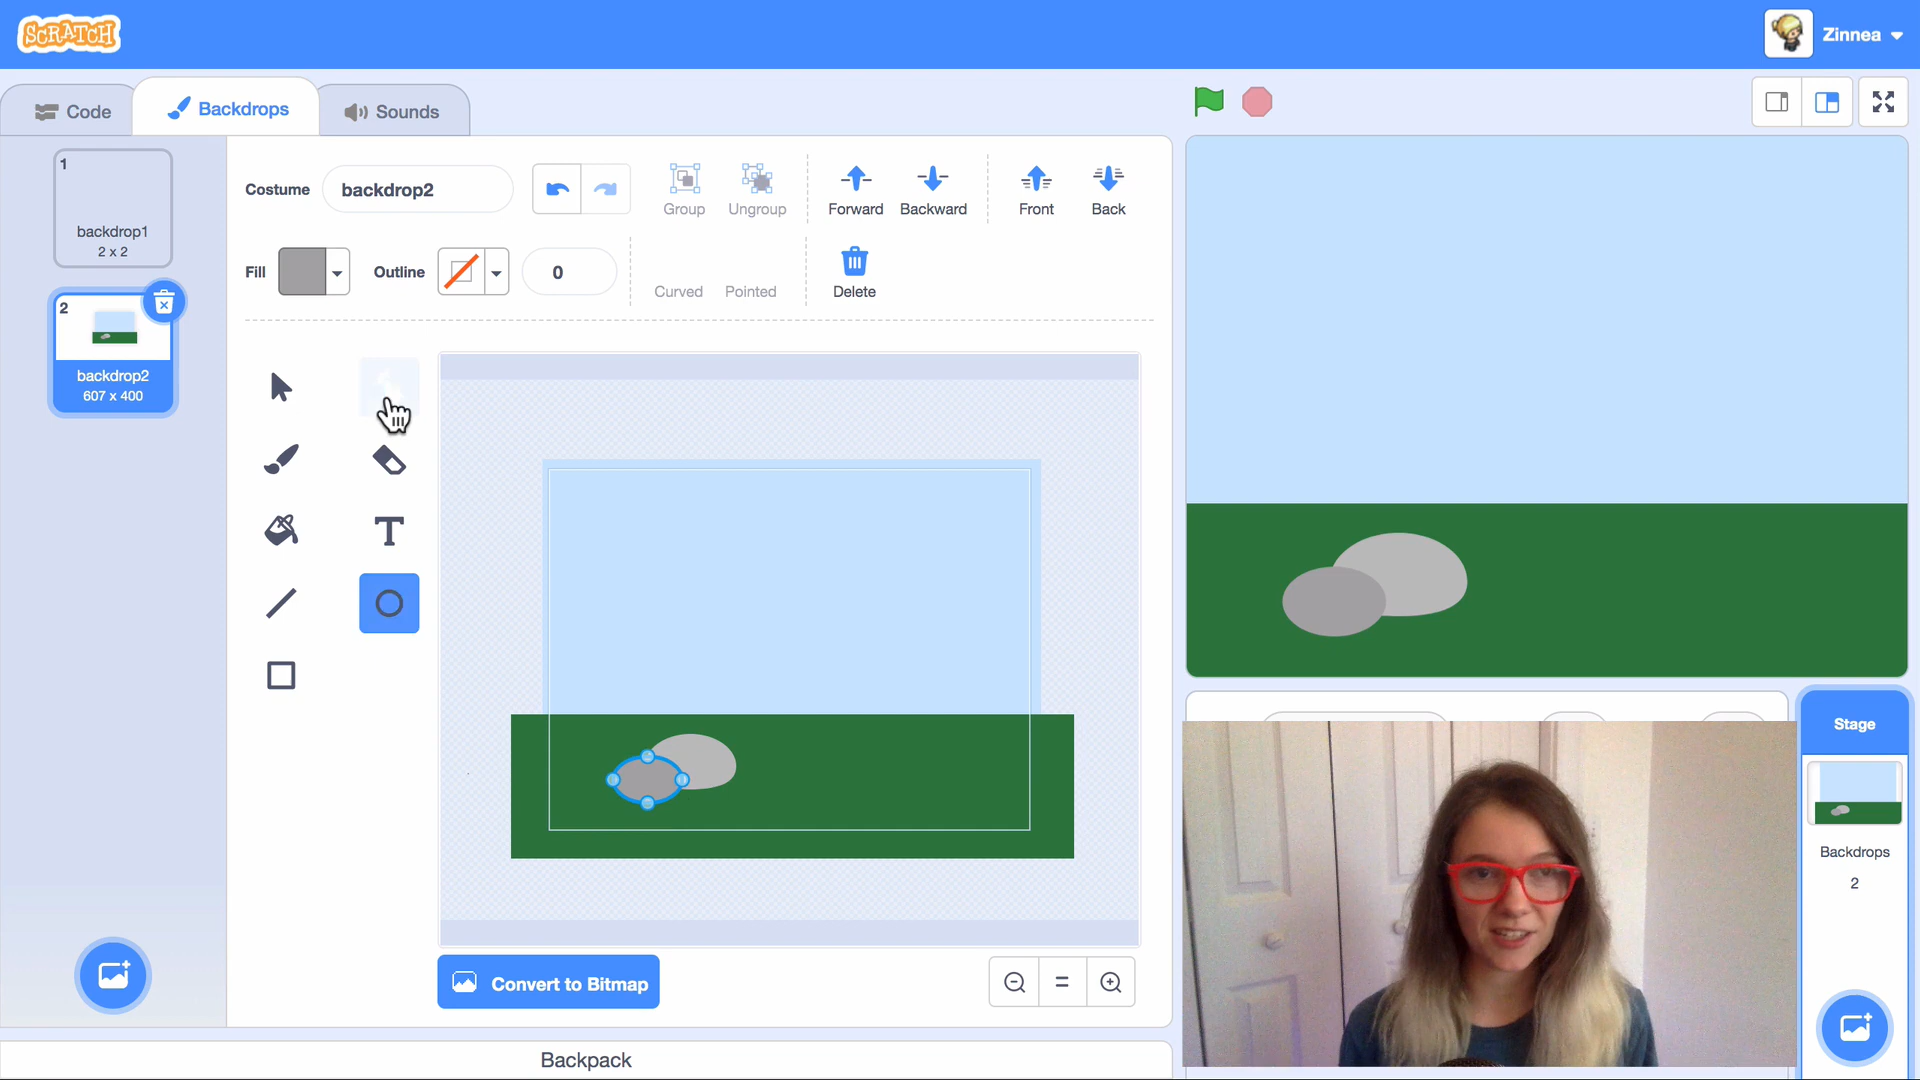 SCRATCH
Zinnea
Code
Backdrops
Sounds
1
backdrop1
2 x 2
2
backdrop2
607 x 400
Costume
backdrop2
Group
Ungroup
Forward
Backward
Front
Back
Fill
Outline
0
Curved
Pointed
Delete
T
Convert to Bitmap
Backpack
Stage
Backdrops
2